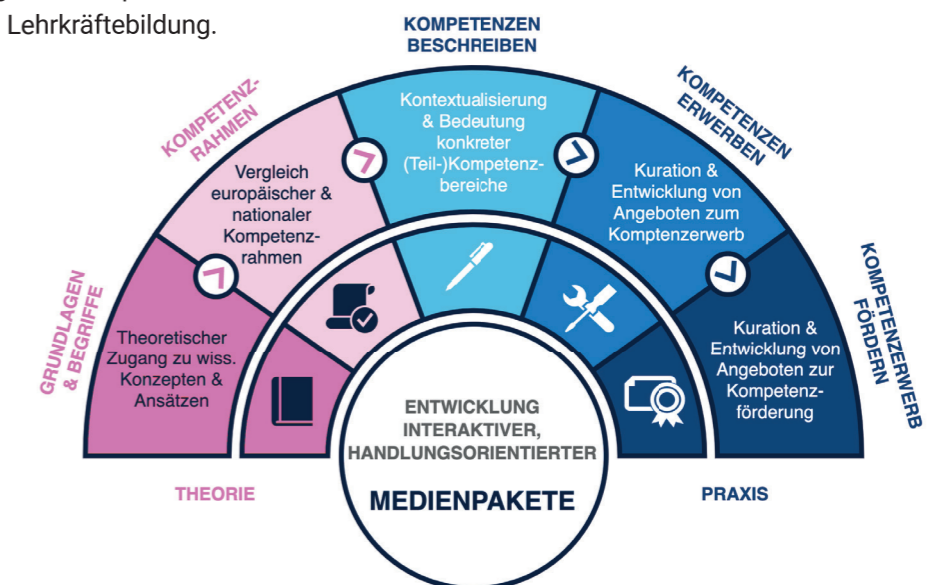 Lehrkräftebildung.
KOMPETENZEN
BESCHREIBEN
KOMPETENZ-
RAHMEN
KOMPETENZEN
ERWERBEN
Kontextualisierung
& Bedeutung
konkreter
(Teil-)Kompetenz-
bereiche
Vergleich
europäischer &
nationaler
Kompetenz-
rahmen
Kuration &
Entwicklung von
Angeboten zum
Komptenzerwerb
GRUNDLAGEN
& BEGRIFFE
KOMPETENZERWERB
FÖRDERN
Theoretischer
Zugang zu wiss.
Konzepten &
Ansätzen
Kuration &
Entwicklung von
Angeboten zur
Kompetenz-
förderung
ENTWICKLUNG
INTERAKTIVER,
HANDLUNGSORIENTIERTER
MEDIENPAKETE
THEORIE
PRAXIS